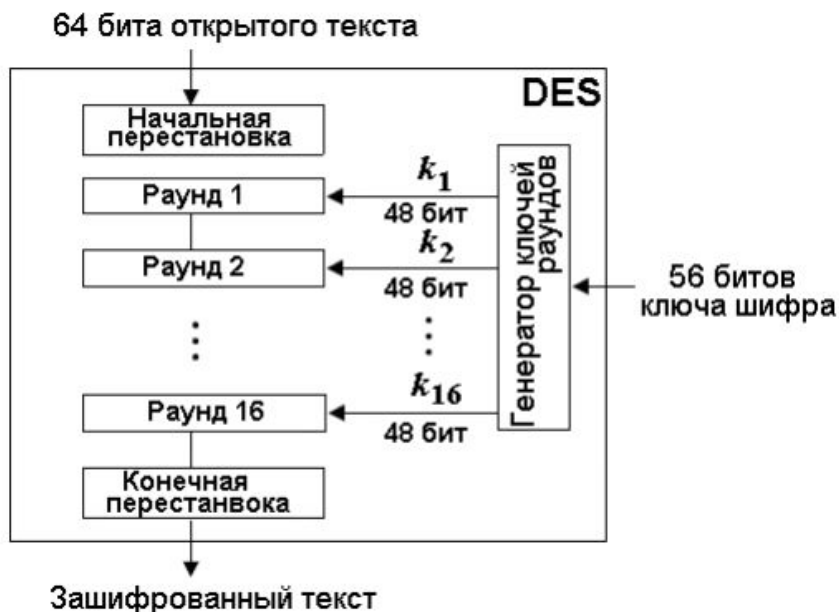 64 бита открытого текста
DES
Начальная
перестановка
Раунд 1
k1
48 бит
Раунд 2
k2
48 бит
Генератор ключей
раундов
56 битов
ключа шифра
Раунд 16
k16
48 бит
Конечная
перестанвока
Зашифрованный текст